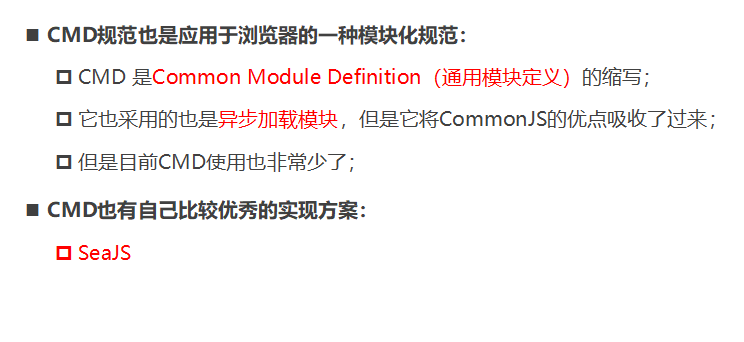 CMD规范也是应用于浏览器的一种模块化规范：
CMD 是Common Module Definition（通用模块定义）的缩写；
它也采用的也是异步加载模块，但是它将CommonJS的优点吸收了过来；
但是目前CMD使用也非常少了；
CMD也有自己比较优秀的实现方案：
SeaJS